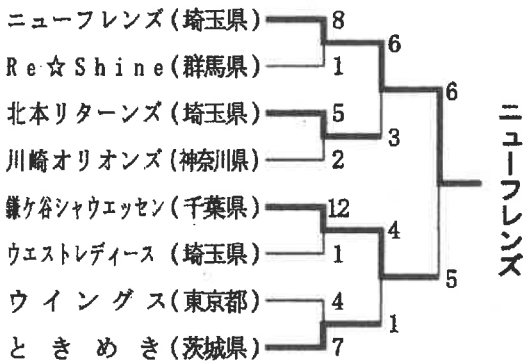 ニューフレンズ(埼玉県) 8
Re☆Shine(群馬県) 1
北本リターンズ(埼玉県) 5
川崎オリオンズ(神奈川県) 2
鎌ケ谷シャウエッセン(千葉県) 12
ウエストレディース(埼玉県) 1
ウイングス(東京都) 4
ときめき(茨城県) 7
6
3
4
1
6
5
ニューフレンズ